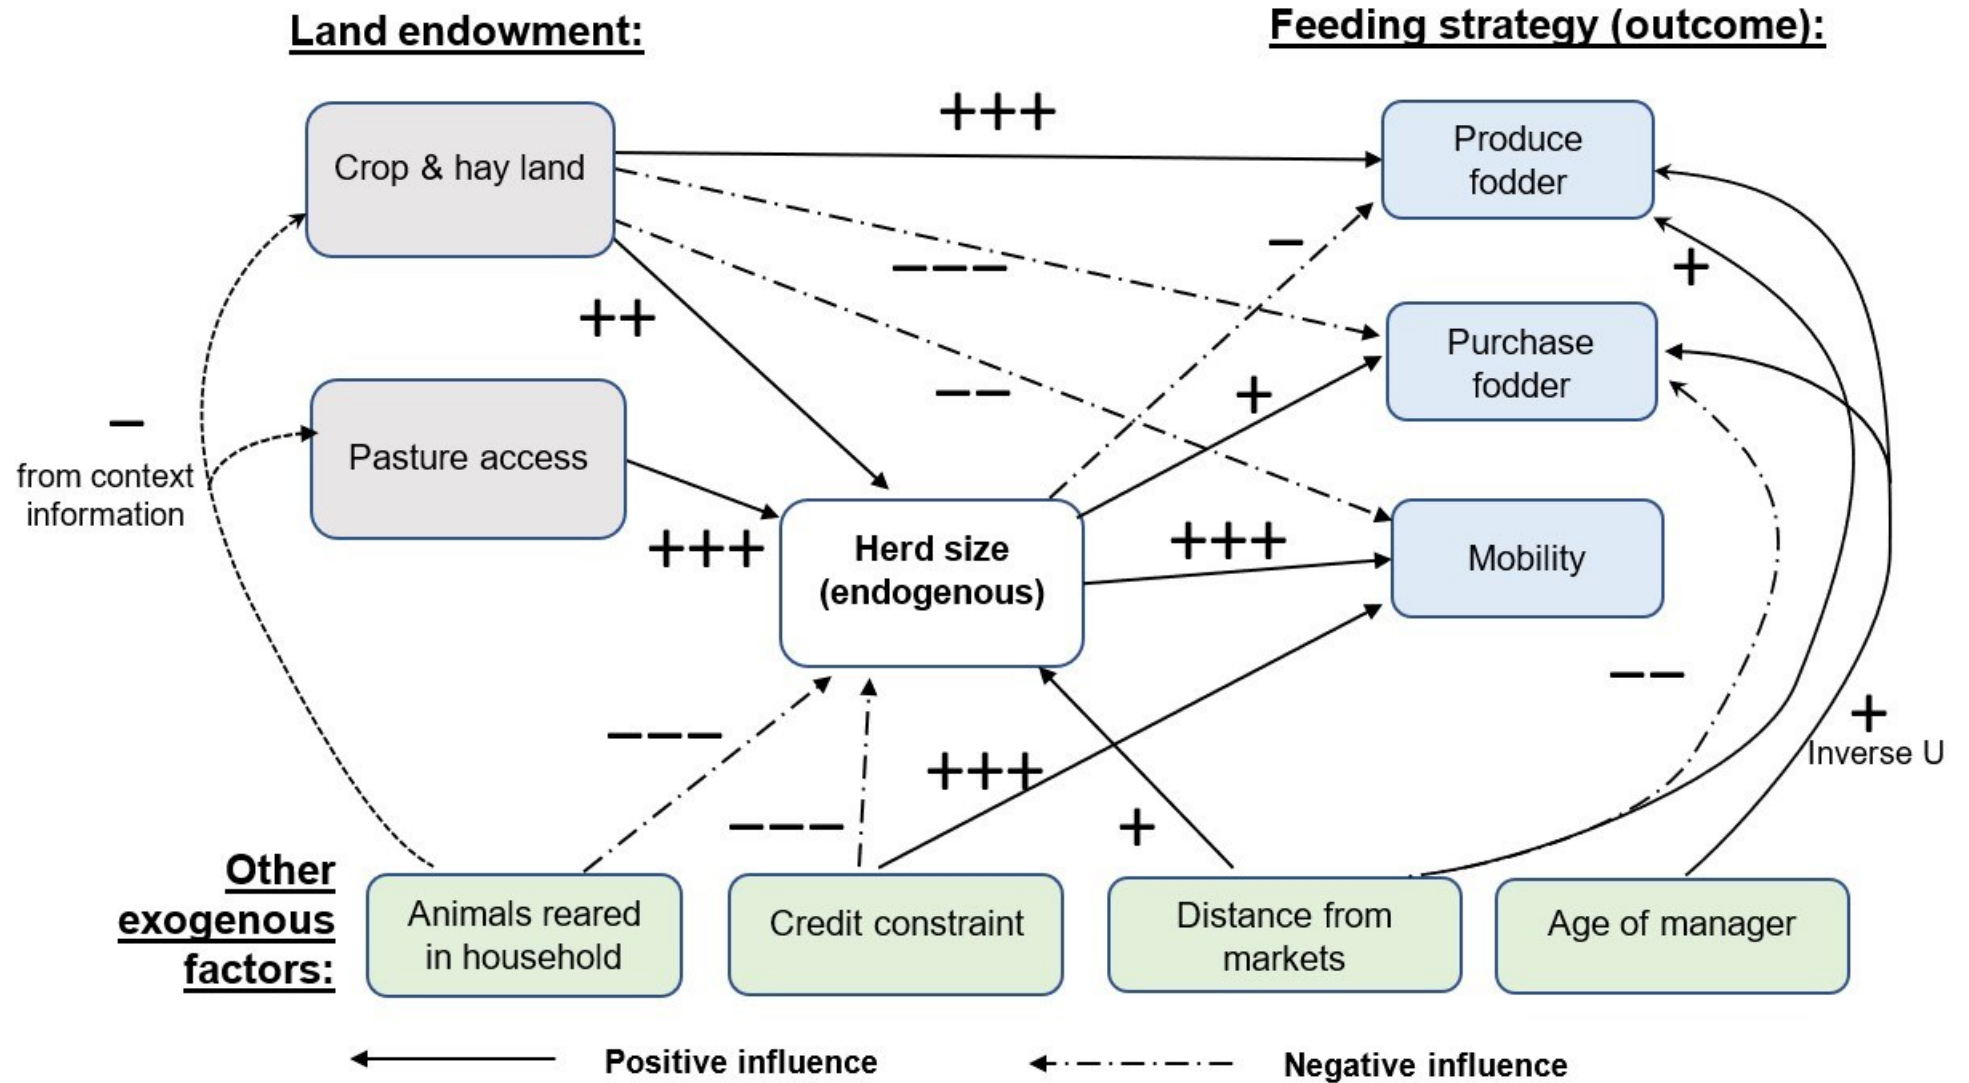 Land endowment:
Feeding strategy (outcome):
+++
Crop & hay land
Produce
fodder
−
+
−−−
++
Purchase
fodder
−−
+
−
from context
information
Pasture access
+++
Herd size
(endogenous)
+++
Mobility
−−
−−−
+++
+
Inverse U
−−−
+
Other
exogenous
factors:
Animals reared
in household
Credit constraint
Distance from
markets
Age of manager
Positive influence
Negative influence